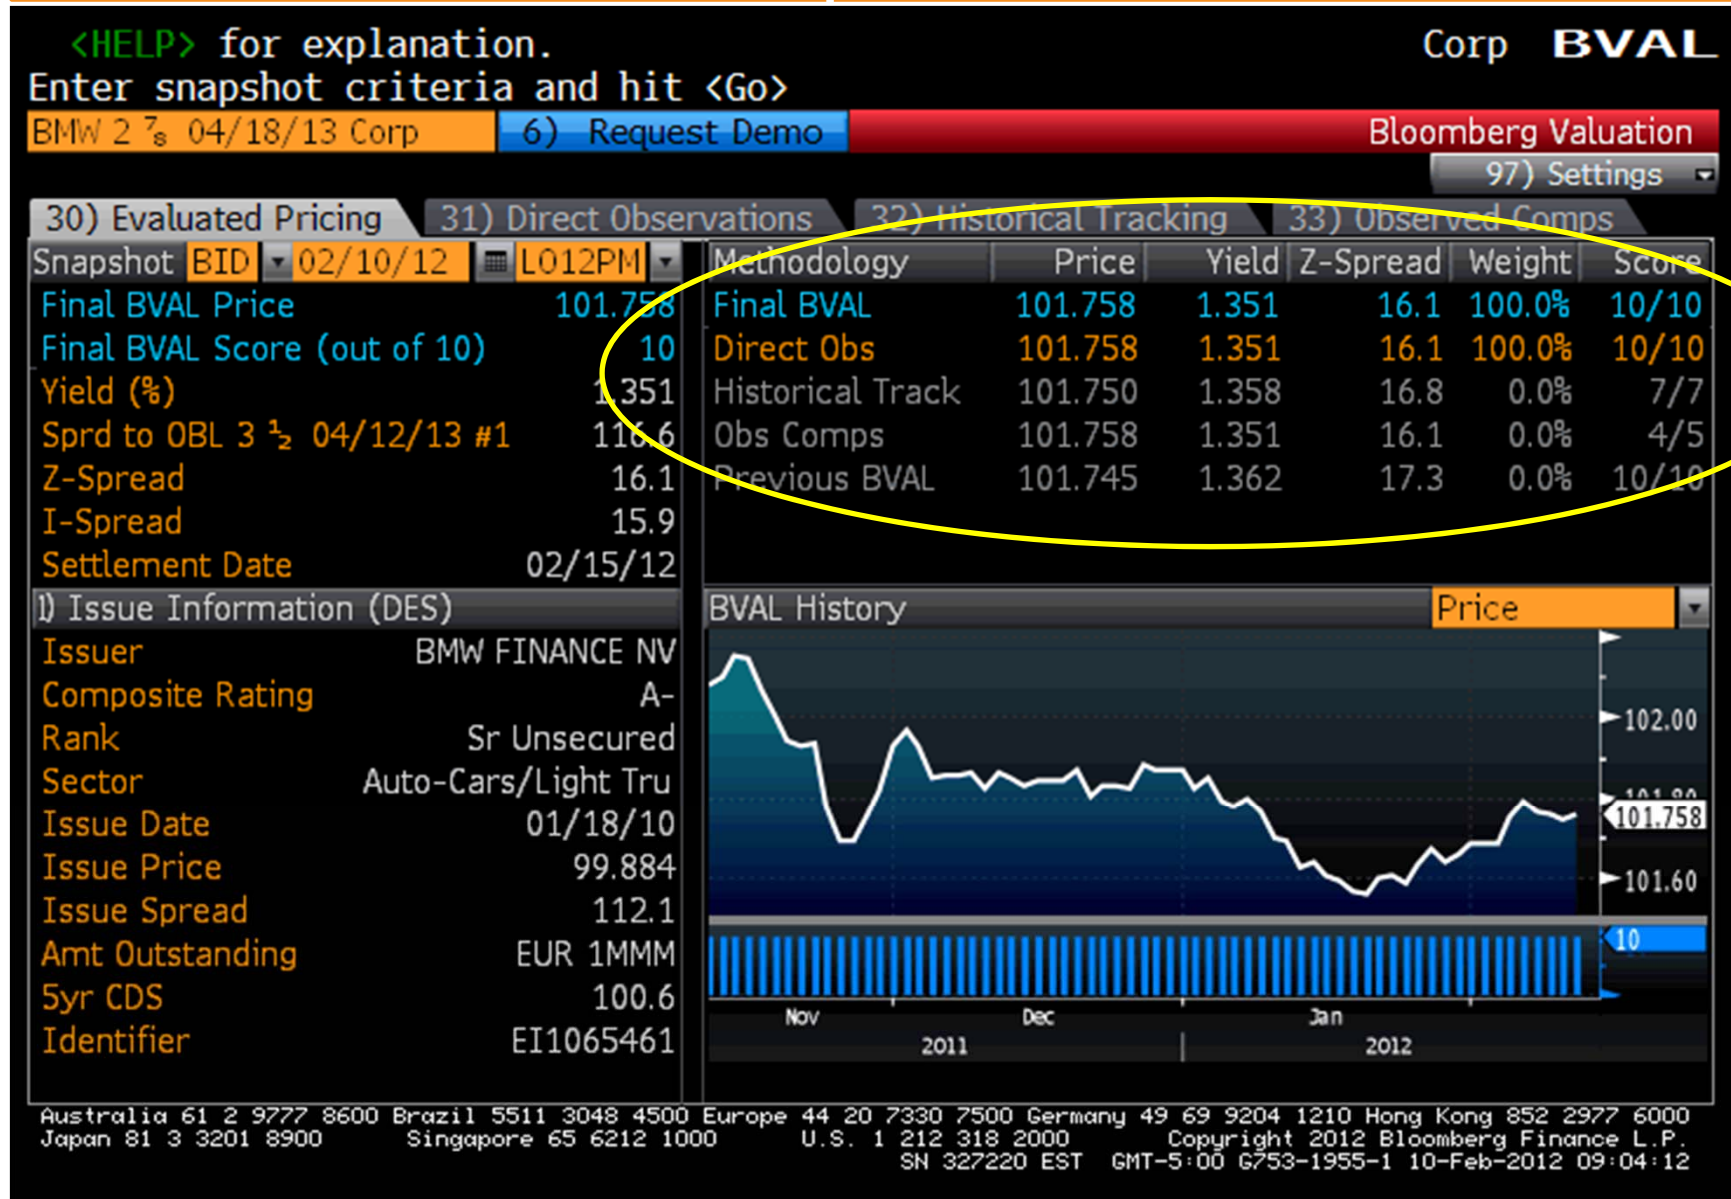 <HELP> for explanation. Corp BVAL
Enter snapshot criteria and hit <Go>
BMW 2 ⅞ 04/18/13 Corp 6) Request Demo Bloomberg Valuation
97) Settings
30) Evaluated Pricing 31) Direct Observations 32) Historical Tracking 33) Observed Comps
Snapshot BID 02/10/12 LO12PM
Final BVAL Price 101.758
Final BVAL Score (out of 10) 10
Yield (%) 1.351
Sprd to OBL 3 ½ 04/12/13 #1 116.6
Z-Spread 16.1
I-Spread 15.9
Settlement Date 02/15/12
Methodology Price Yield Z-Spread Weight Score
Final BVAL 101.758 1.351 16.1 100.0% 10/10
Direct Obs 101.758 1.351 16.1 100.0% 10/10
Historical Track 101.750 1.358 16.8 0.0% 7/7
Obs Comps 101.758 1.351 16.1 0.0% 4/5
Previous BVAL 101.745 1.362 17.3 0.0% 10/10
1) Issue Information (DES)
Issuer BMW FINANCE NV
Composite Rating A-
Rank Sr Unsecured
Sector Auto-Cars/Light Tru
Issue Date 01/18/10
Issue Price 99.884
Issue Spread 112.1
Amt Outstanding EUR 1MMM
5yr CDS 100.6
Identifier EI1065461
BVAL History Price
102.00
101.80
101.758
101.60
10
Nov Dec Jan
2011 2012
Australia 61 2 9777 8600 Brazil 5511 3048 4500 Europe 44 20 7330 7500 Germany 49 69 9204 1210 Hong Kong 852 2977 6000
Japan 81 3 3201 8900 Singapore 65 6212 1000 U.S. 1 212 318 2000 Copyright 2012 Bloomberg Finance L.P.
SN 327220 EST GMT-5:00 G753-1955-1 10-Feb-2012 09:04:12